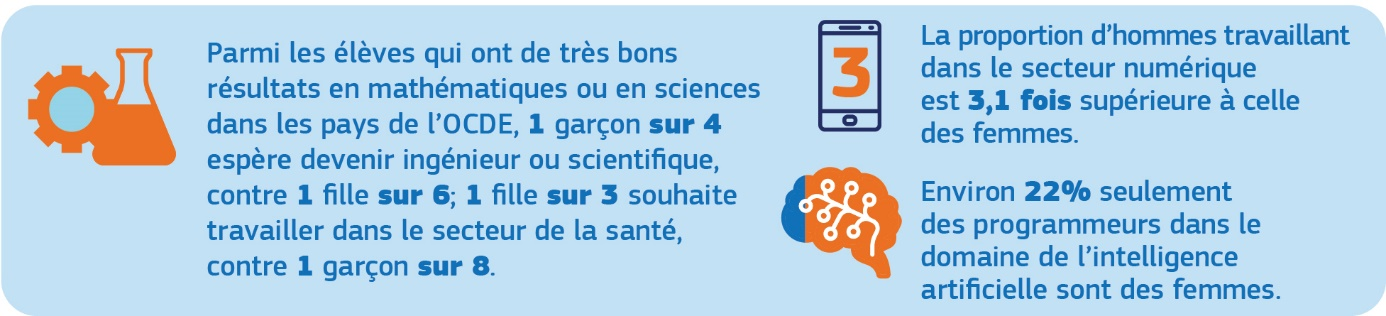 Parmi les élèves qui ont de très bons
résultats en mathématiques ou en sciences
dans les pays de l’OCDE, 1 garçon sur 4
espère devenir ingénieur ou scientifique,
contre 1 fille sur 6; 1 fille sur 3 souhaite
travailler dans le secteur de la santé,
contre 1 garçon sur 8.
3
La proportion d’hommes travaillant
dans le secteur numérique
est 3,1 fois supérieure à celle
des femmes.
Environ 22% seulement
des programmeurs dans le
domaine de l’intelligence
artificielle sont des femmes.